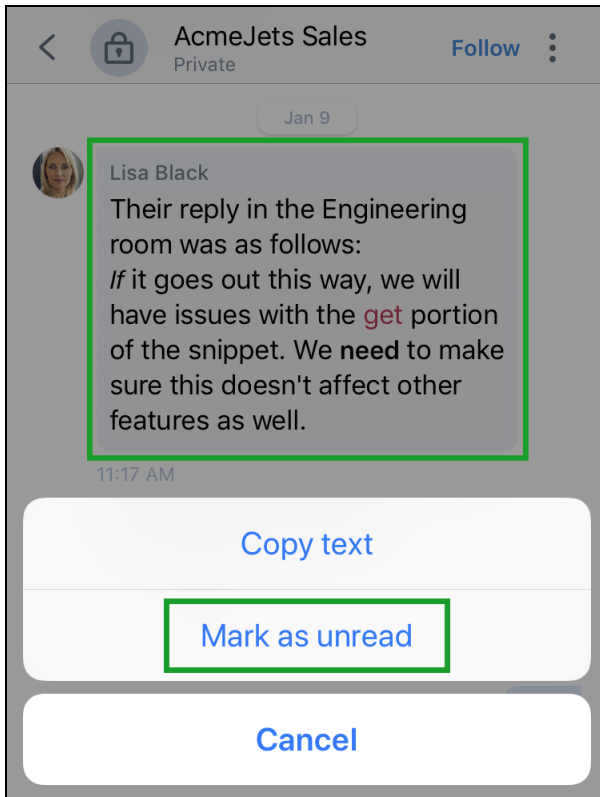 AcmeJets Sales
Private
Follow
Jan 9
Lisa Black
Their reply in the Engineering
room was as follows:
If it goes out this way, we will
have issues with the get portion
of the snippet. We need to make
sure this doesn't affect other
features as well.
11:17 AM
Copy text
Mark as unread
Cancel